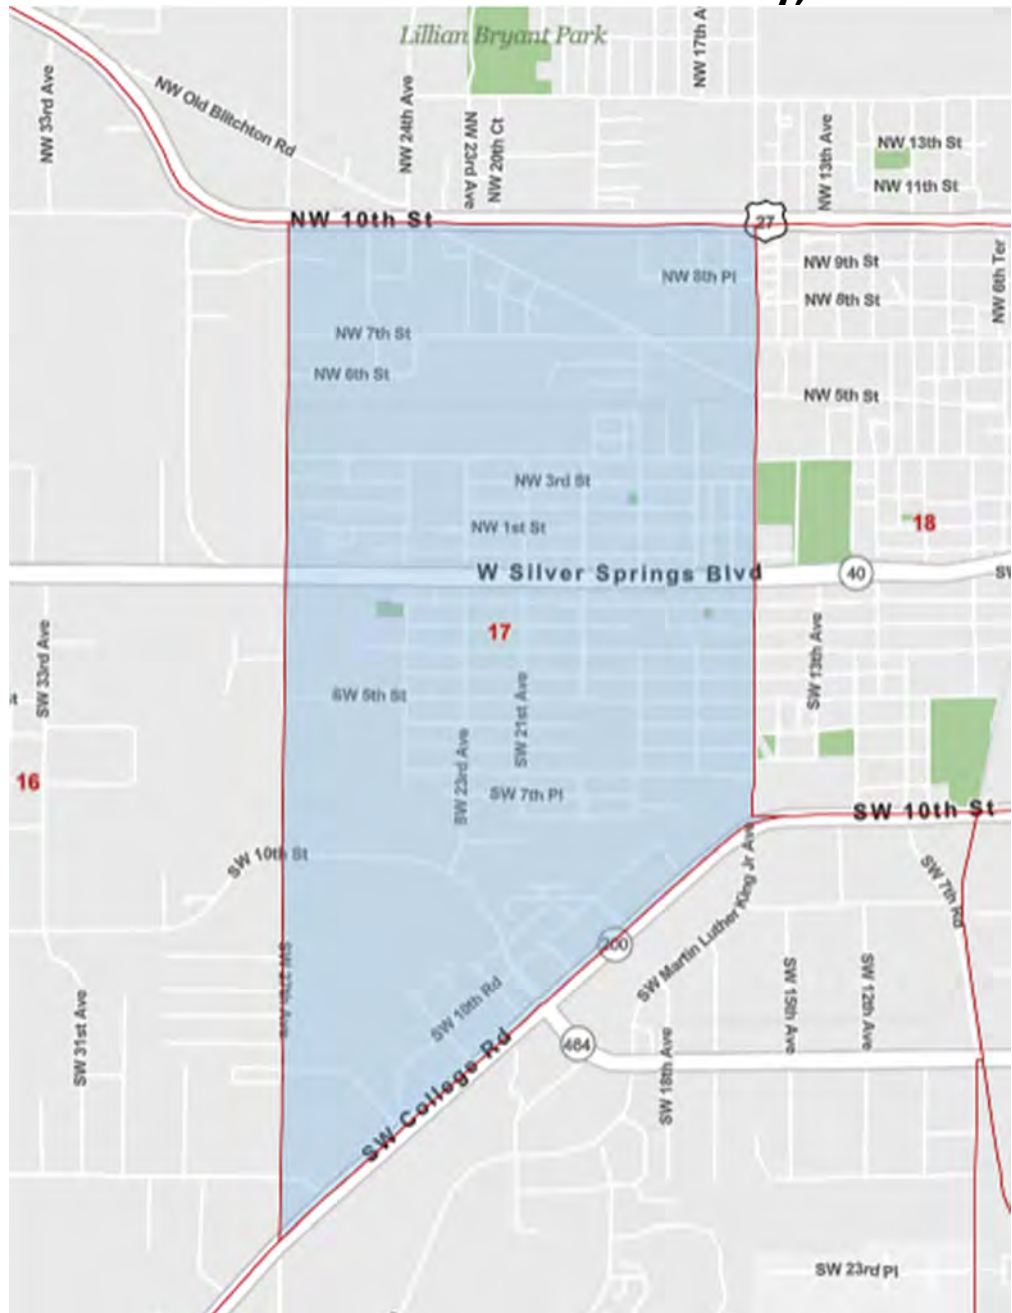 Lillian Bryant Park
NW 17th A
NW 33rd Ave
NW Old Blitchton Rd
NW 24th Ave
NW 23rd Ave
NW 20th Ct
NW 13th Ave
NW 13th St
NW 11th St
NW 10th St
27
NW 9th St
NW 8th Pl
NW 8th St
NW 6th Ter
NW 7th St
NW 6th St
NW 5th St
NW 3rd St
NW 1st St
18
W Silver Springs Blvd
40
SW
17
SW 33rd Ave
SW 13th Ave
st
SW 5th St
SW 21st Ave
SW 23rd Ave
16
SW 7th Pl
SW 10th St
SW 10th St
SW 7th Rd
SW Martin Luther King Jr Ave
200
SW 27th Ave
SW 10th Rd
SW 15th Ave
SW 12th Ave
SW 31st Ave
464
SW 18th Ave
SW College Rd
SW 23rd Pl